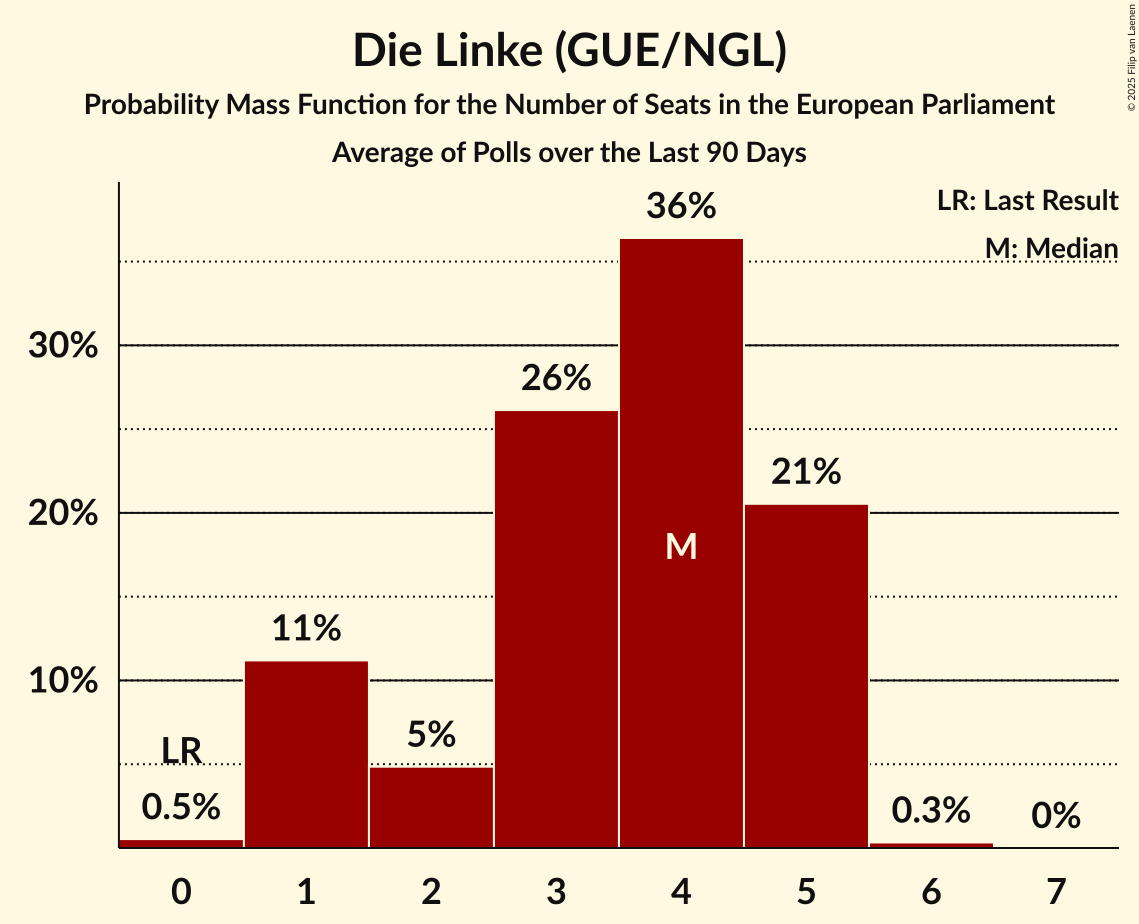 Die Linke (GUE/NGL)
Probability Mass Function for the Number of Seats in the European Parliament
Average of Polls over the Last 90 Days
© 2025 Filip van Laenen
LR: Last Result
M: Median
36%
30%
26%
21%
20%
M
11%
10%
5%
LR
0.5%
0.3%
0%
0 1 2 3 4 5 6 7